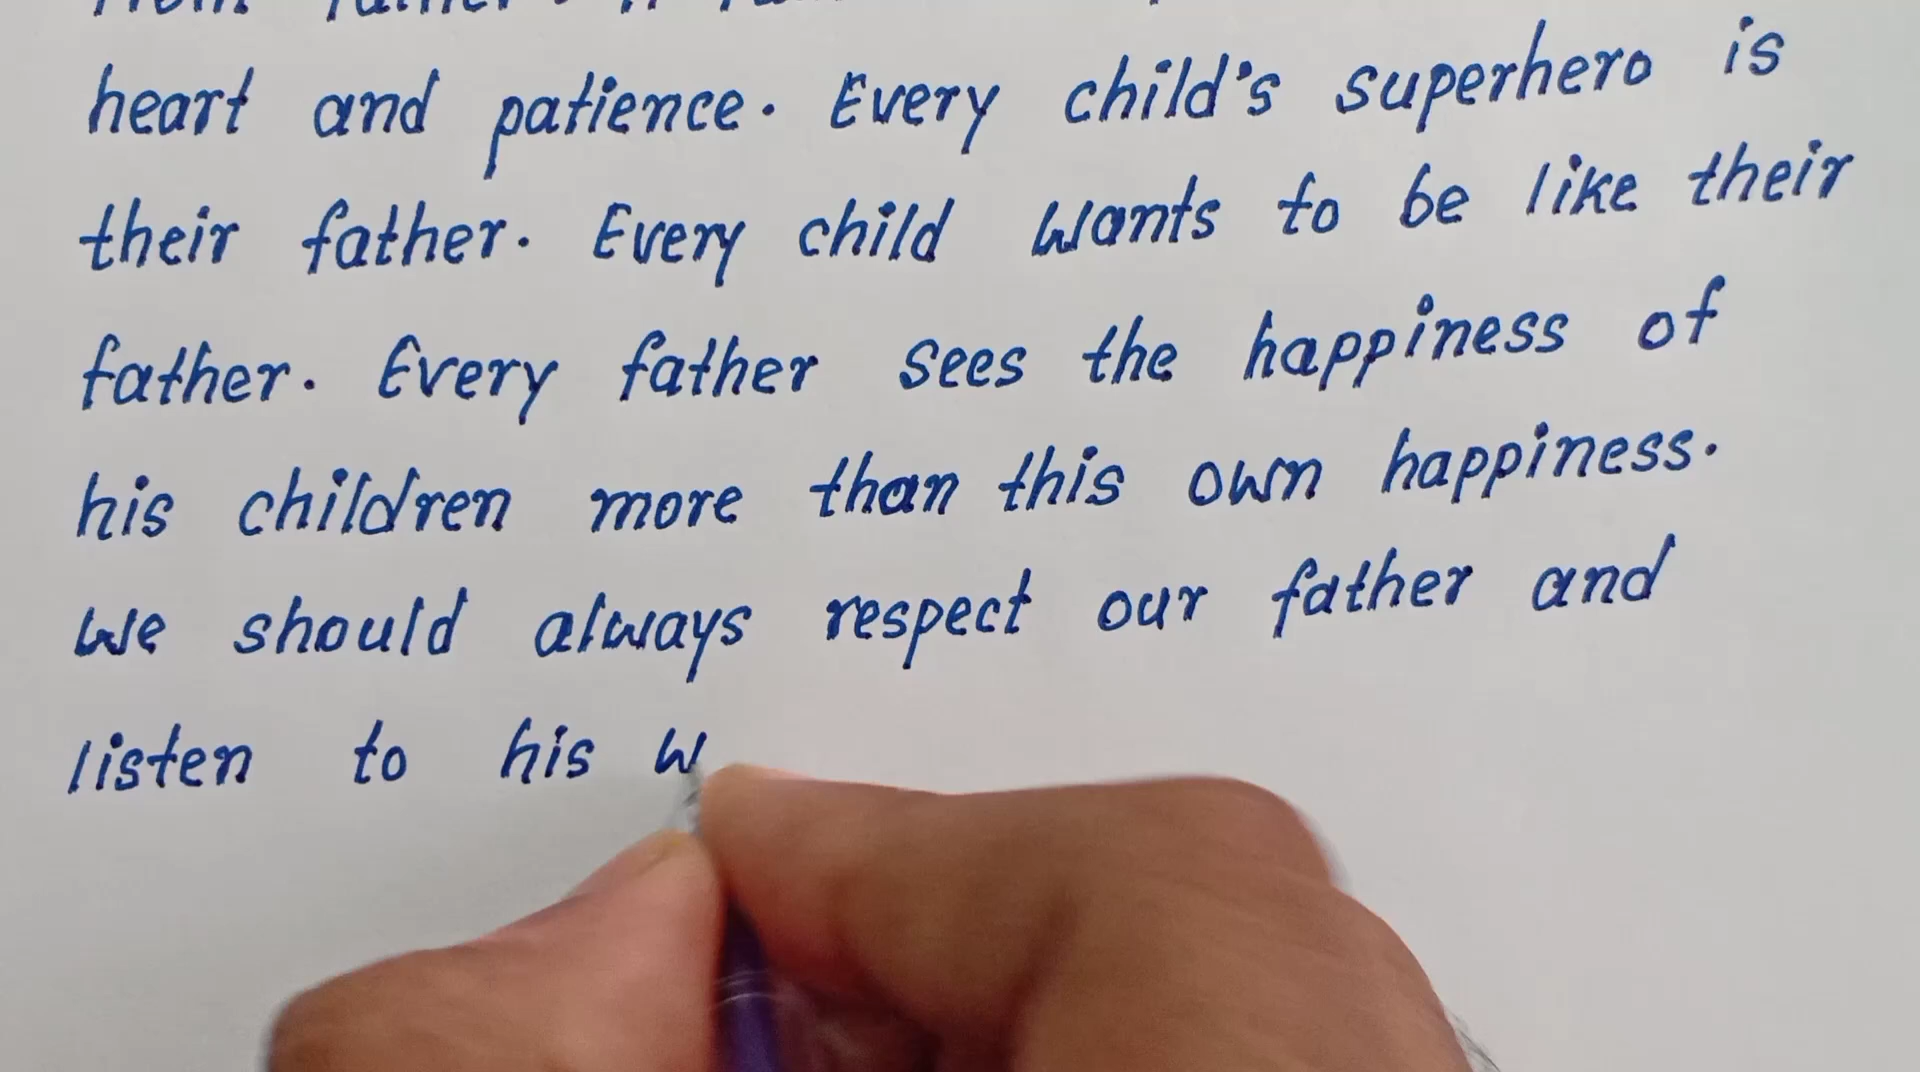 heart and patience. Every child's superhero is
their father. Every child wants to be like their
father. Every father sees the happiness of
his children more than this own happiness.
We should always respect our father and
listen to his w